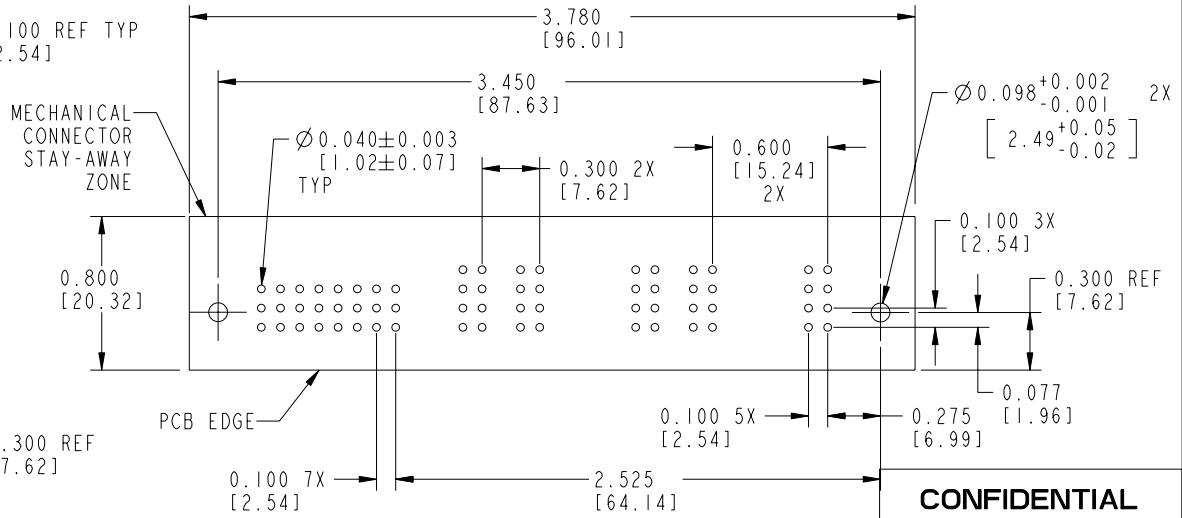 3.780
[96.01]
.100 REF TYP
2.54]
3.450
[87.63]
Ø0.098 +0.002 -0.001 2X
[2.49 +0.05 -0.02]
MECHANICAL
CONNECTOR
STAY-AWAY
ZONE
Ø0.040±0.003
[1.02±0.07]
TYP
0.300 2X
[7.62]
0.600
[15.24]
2X
0.100 3X
[2.54]
0.800
[20.32]
0.300 REF
[7.62]
PCB EDGE
0.100 5X
[2.54]
0.275
[6.99]
0.077
[1.96]
.300 REF
7.62]
0.100 7X
[2.54]
2.525
[64.14]
CONFIDENTIAL